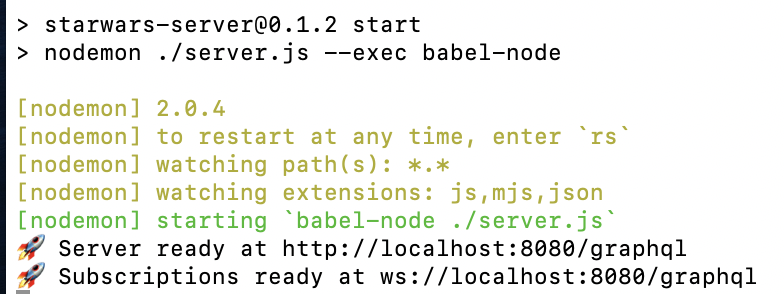 > starwars-server@0.1.2 start
> nodemon ./server.js --exec babel-node
[nodemon] 2.0.4
[nodemon] to restart at any time, enter `rs`
[nodemon] watching path(s): *.*
[nodemon] watching extensions: js,mjs,json
[nodemon] starting `babel-node ./server.js`
🚀 Server ready at http://localhost:8080/graphql
🚀 Subscriptions ready at ws://localhost:8080/graphql